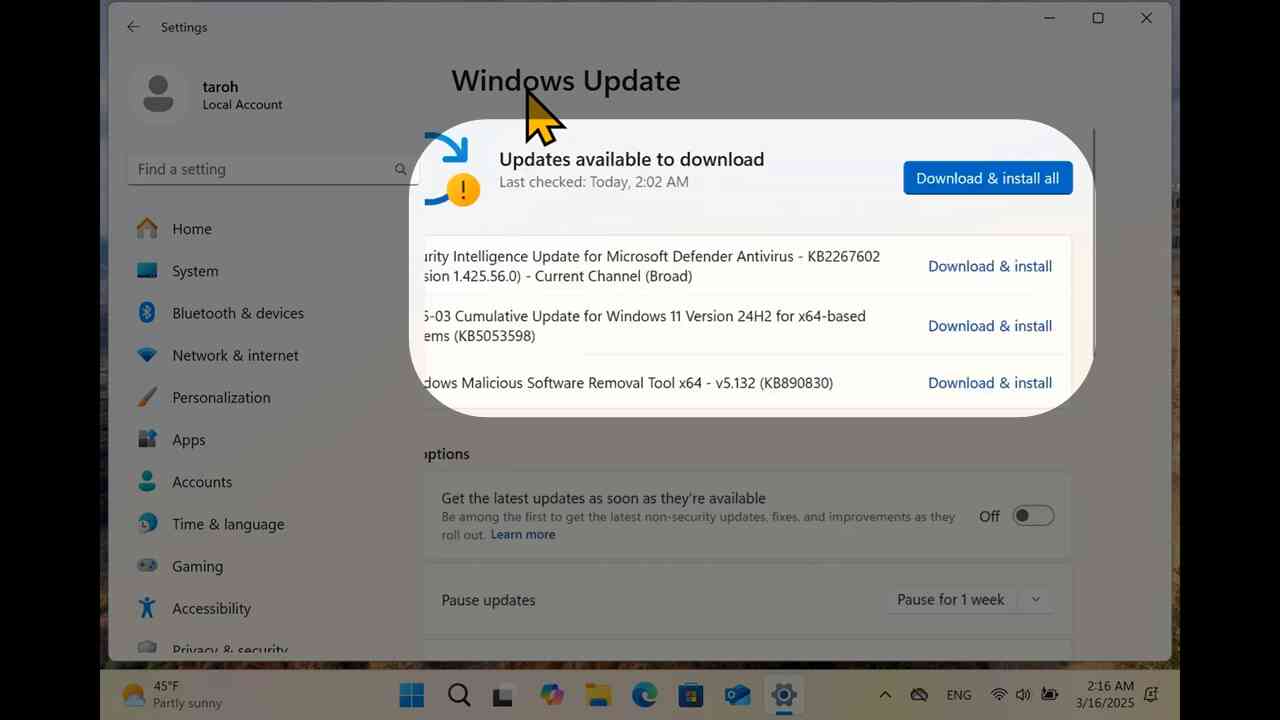 Settings
taroh
Local Account
Find a setting
Home
System
Bluetooth & devices
Network & internet
Personalization
Apps
Accounts
Time & language
Gaming
Accessibility
Privacy & security
Windows Update
Updates available to download
Last checked: Today, 2:02 AM
Download & install all
urity Intelligence Update for Microsoft Defender Antivirus - KB2267602
sion 1.425.56.0) - Current Channel (Broad)
Download & install
5-03 Cumulative Update for Windows 11 Version 24H2 for x64-based
ems (KB5053598)
Download & install
dows Malicious Software Removal Tool x64 - v5.132 (KB890830)
Download & install
options
Get the latest updates as soon as they're available
Be among the first to get the latest non-security updates, fixes, and improvements as they
roll out. Learn more
Off
Pause updates
Pause for 1 week
45°F
Partly sunny
ENG
2:16 AM
3/16/2025